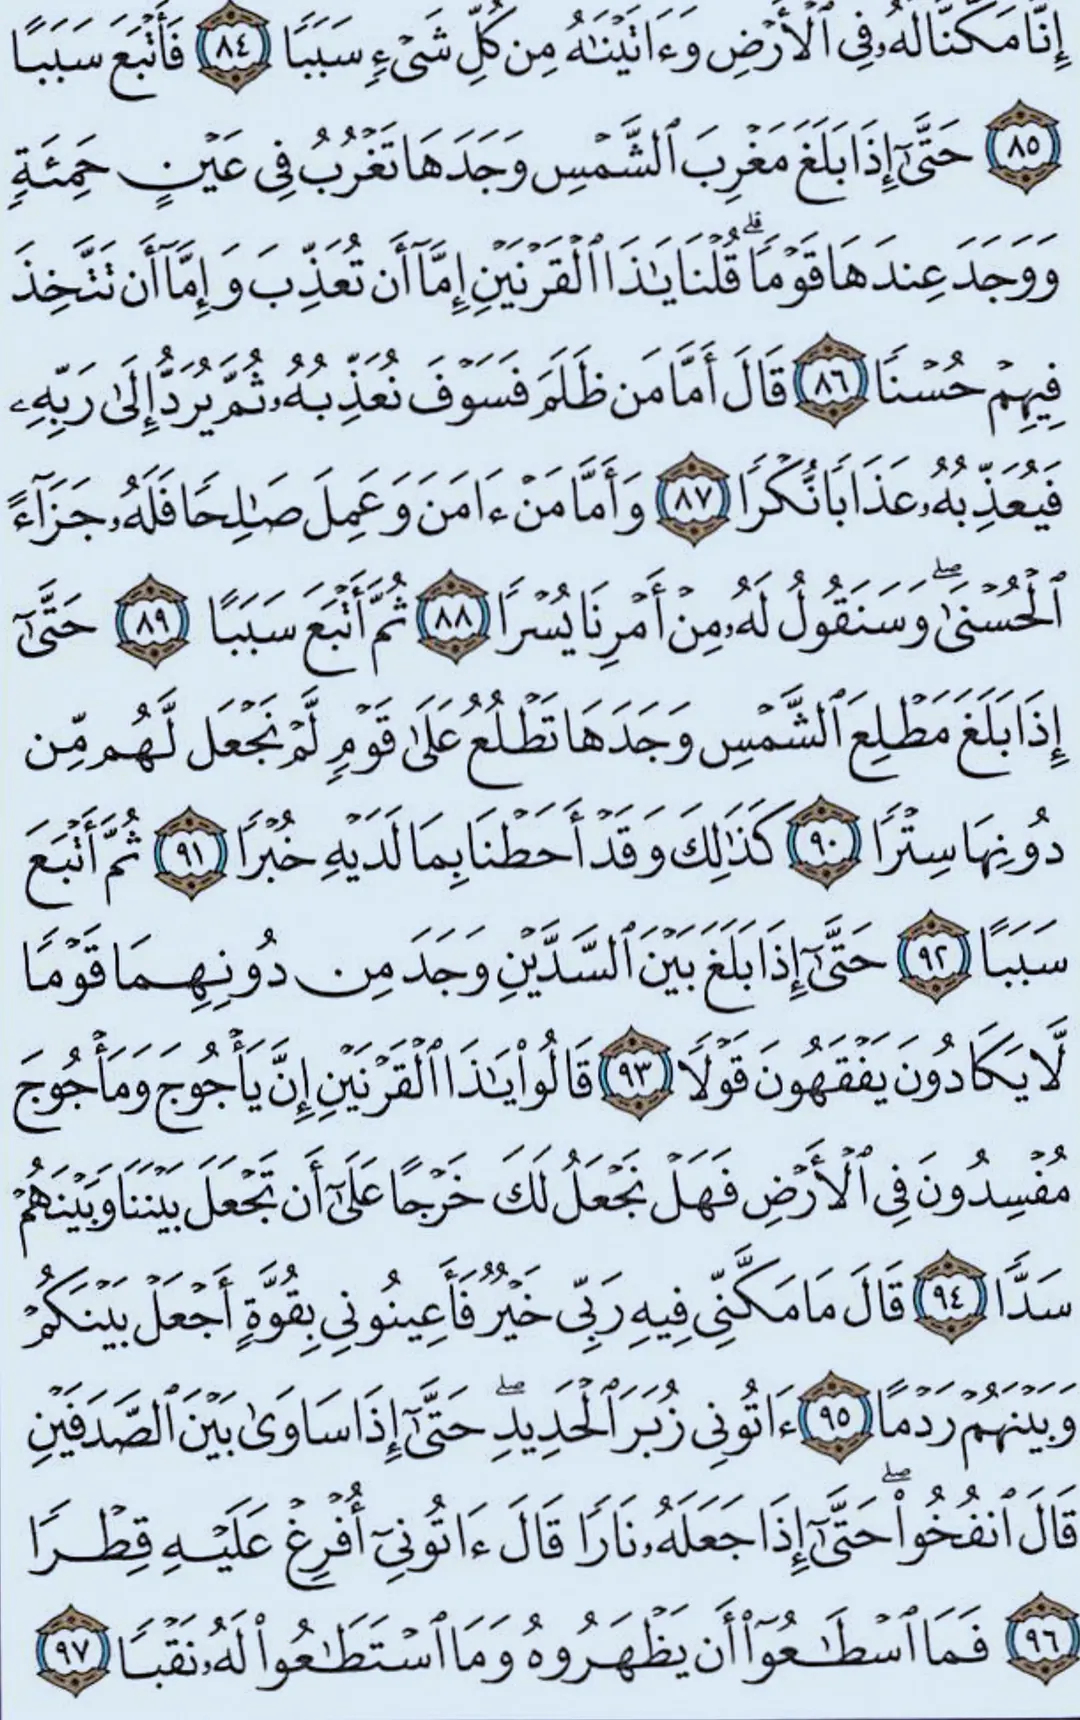 إِنَّا مَكَّنَّا لَهُۥ فِى ٱلْأَرْضِ وَءَاتَيْنَٰهُ مِن كُلِّ شَىْءٍ سَبَبًا ٨٤ فَأَتْبَعَ سَبَبًا
٨٥ حَتَّىٰٓ إِذَا بَلَغَ مَغْرِبَ ٱلشَّمْسِ وَجَدَهَا تَغْرُبُ فِى عَيْنٍ حَمِئَةٍ
وَوَجَدَ عِندَهَا قَوْمًا ۗ قُلْنَا يَٰذَا ٱلْقَرْنَيْنِ إِمَّآ أَن تُعَذِّبَ وَإِمَّآ أَن تَتَّخِذَ
فِيهِمْ حُسْنًا ٨٦ قَالَ أَمَّا مَن ظَلَمَ فَسَوْفَ نُعَذِّبُهُۥ ثُمَّ يُرَدُّ إِلَىٰ رَبِّهِۦ
فَيُعَذِّبُهُۥ عَذَابًا نُّكْرًا ٨٧ وَأَمَّا مَنْ ءَامَنَ وَعَمِلَ صَٰلِحًا فَلَهُۥ جَزَآءً
ٱلْحُسْنَىٰ ۖ وَسَنَقُولُ لَهُۥ مِنْ أَمْرِنَا يُسْرًا ٨٨ ثُمَّ أَتْبَعَ سَبَبًا ٨٩ حَتَّىٰٓ
إِذَا بَلَغَ مَطْلِعَ ٱلشَّمْسِ وَجَدَهَا تَطْلُعُ عَلَىٰ قَوْمٍ لَّمْ نَجْعَل لَّهُم مِّن
دُونِهَا سِتْرًا ٩٠ كَذَٰلِكَ وَقَدْ أَحَطْنَا بِمَا لَدَيْهِ خُبْرًا ٩١ ثُمَّ أَتْبَعَ
سَبَبًا ٩٢ حَتَّىٰٓ إِذَا بَلَغَ بَيْنَ ٱلسَّدَّيْنِ وَجَدَ مِن دُونِهِمَا قَوْمًا
لَّا يَكَادُونَ يَفْقَهُونَ قَوْلًا ٩٣ قَالُوا۟ يَٰذَا ٱلْقَرْنَيْنِ إِنَّ يَأْجُوجَ وَمَأْجُوجَ
مُفْسِدُونَ فِى ٱلْأَرْضِ فَهَلْ نَجْعَلُ لَكَ خَرْجًا عَلَىٰٓ أَن تَجْعَلَ بَيْنَنَا وَبَيْنَهُمْ
سَدًّا ٩٤ قَالَ مَا مَكَّنِّى فِيهِ رَبِّى خَيْرٌ فَأَعِينُونِى بِقُوَّةٍ أَجْعَلْ بَيْنَكُمْ
وَبَيْنَهُمْ رَدْمًا ٩٥ ءَاتُونِى زُبَرَ ٱلْحَدِيدِ ۖ حَتَّىٰٓ إِذَا سَاوَىٰ بَيْنَ ٱلصَّدَفَيْنِ
قَالَ ٱنفُخُوا۟ ۖ حَتَّىٰٓ إِذَا جَعَلَهُۥ نَارًا قَالَ ءَاتُونِىٓ أُفْرِغْ عَلَيْهِ قِطْرًا
٩٦ فَمَا ٱسْطَٰعُوٓا۟ أَن يَظْهَرُوهُ وَمَا ٱسْتَطَٰعُوا۟ لَهُۥ نَقْبًا ٩٧